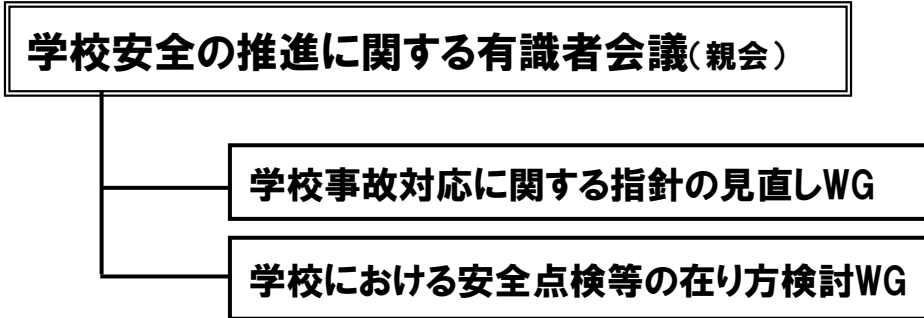 学校安全の推進に関する有識者会議（親会）
学校事故対応に関する指針の見直しWG
学校における安全点検等の在り方検討WG